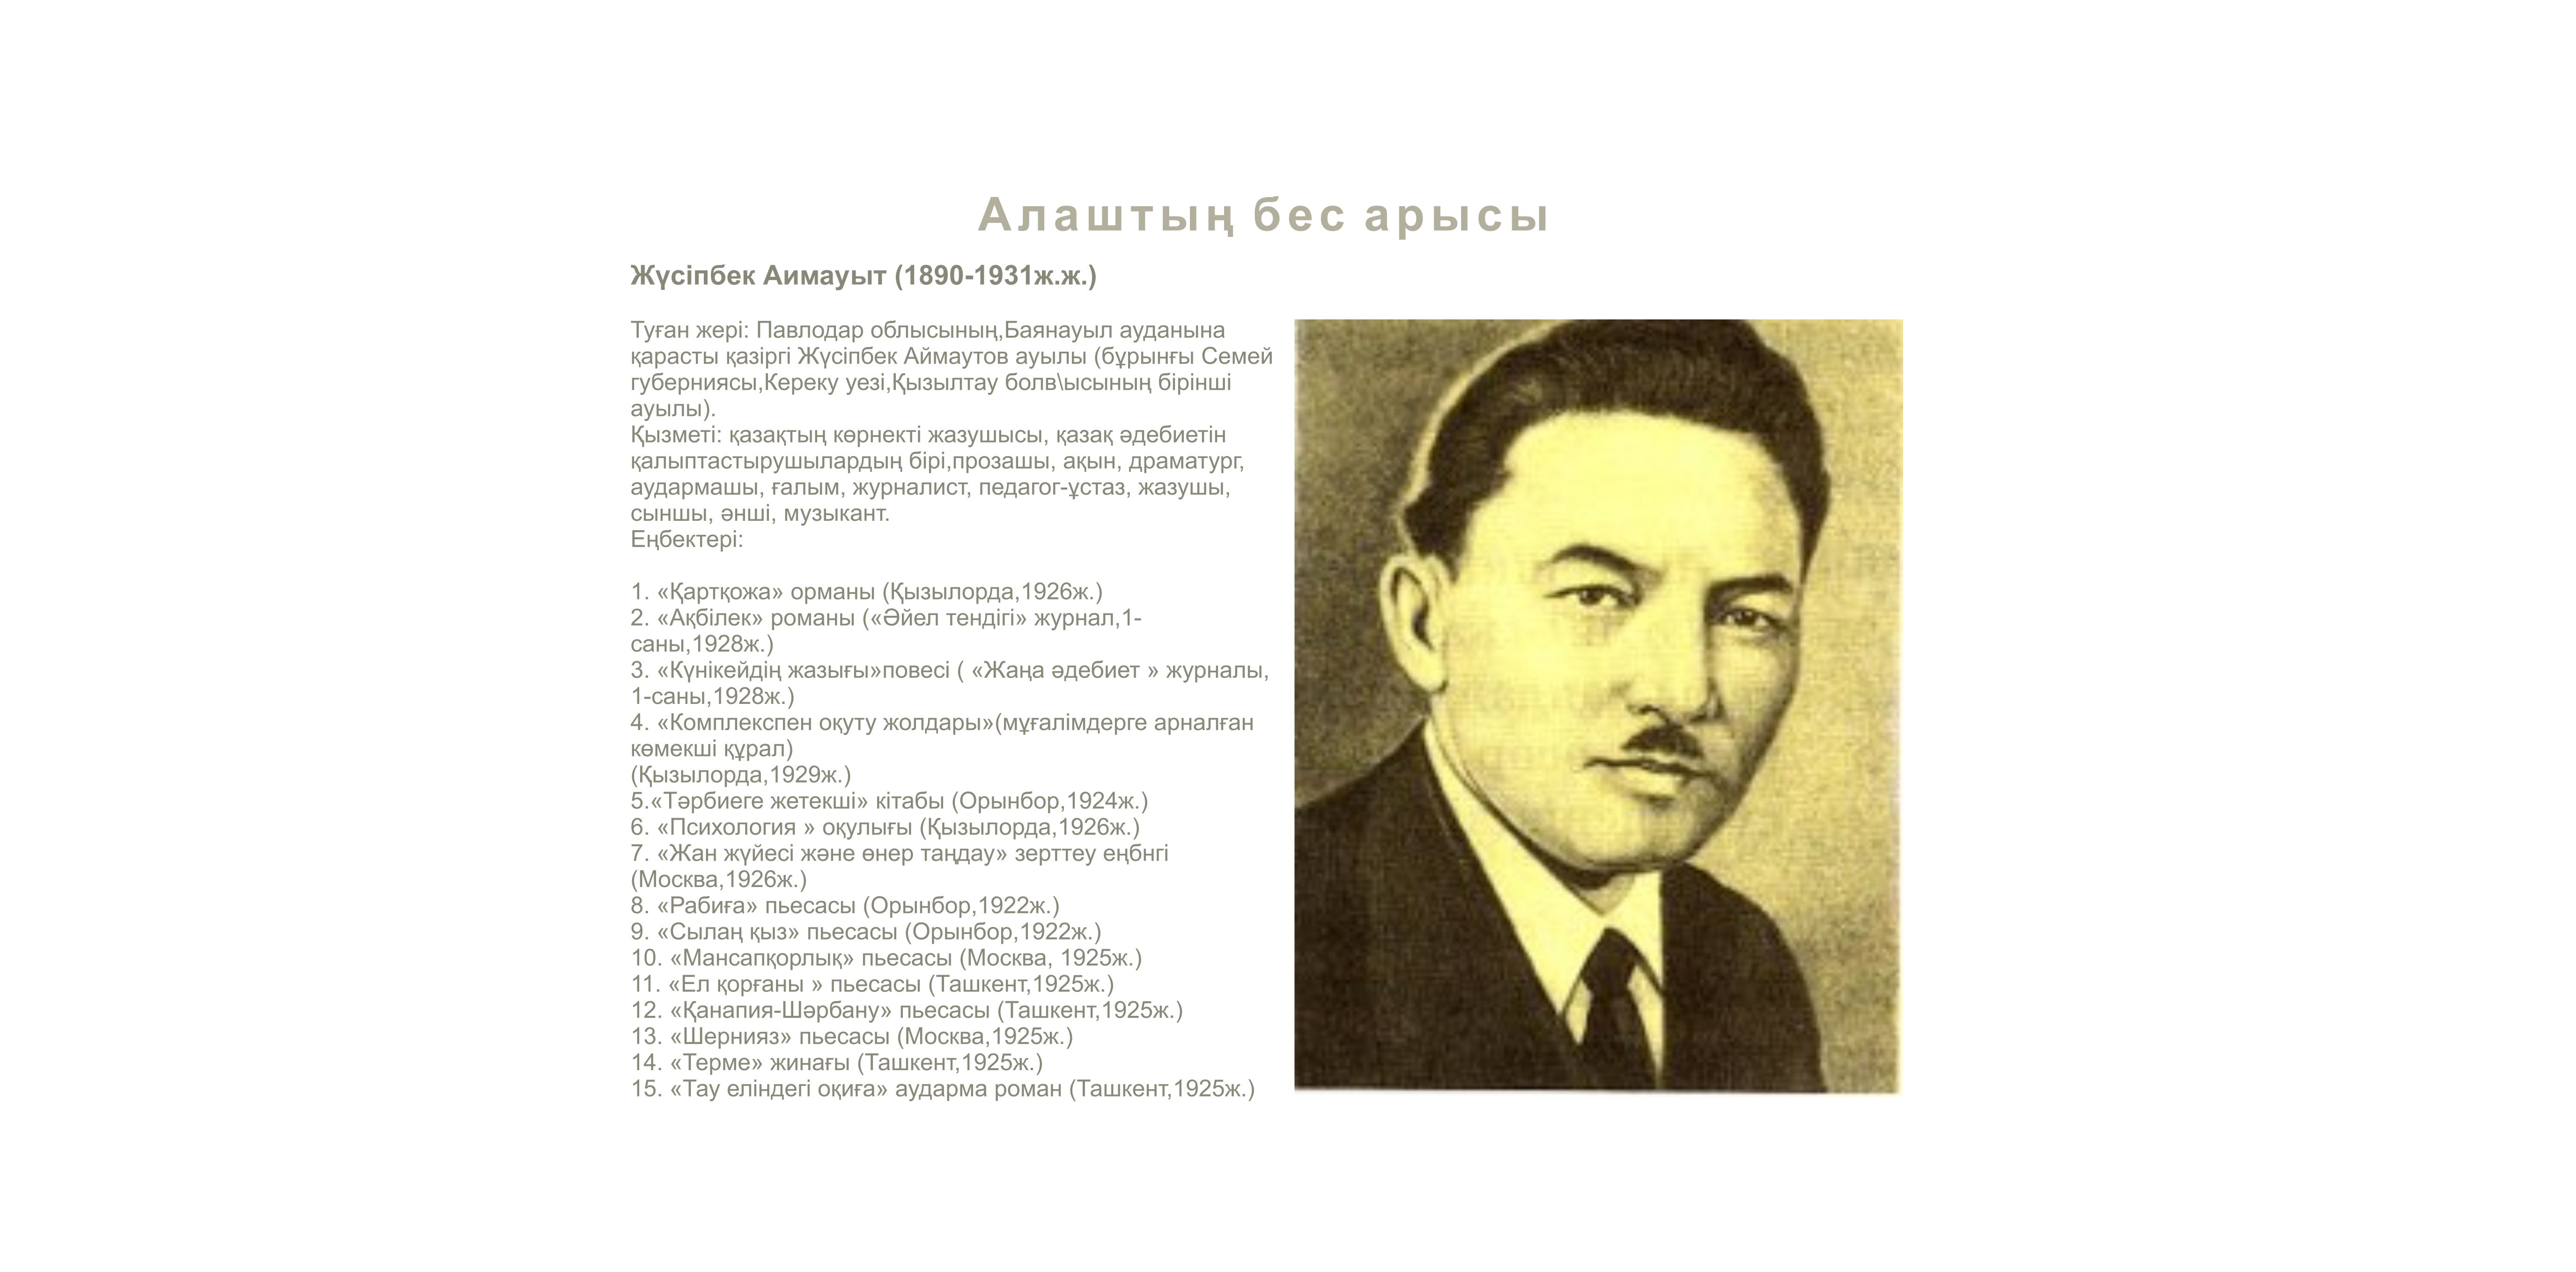 Алаштың бес арысы
Жүсіпбек Аимауыт (1890-1931ж.ж.)
Туған жері: Павлодар облысының,Баянауыл ауданына
қарасты қазіргі Жүсіпбек Аймаутов ауылы (бұрынғы Семей
губерниясы,Кереку уезі,Қызылтау болв\ысының бірінші
ауылы).
Қызметі: қазақтың көрнекті жазушысы, қазақ әдебиетін
қалыптастырушылардың бірі,прозашы, ақын, драматург,
аудармашы, ғалым, журналист, педагог-ұстаз, жазушы,
сыншы, әнші, музыкант.
Еңбектері:
1. «Қартқожа» орманы (Қызылорда,1926ж.)
2. «Ақбілек» романы («Әйел тендігі» журнал,1-
саны,1928ж.)
3. «Күнікейдің жазығы»повесі ( «Жаңа әдебиет » журналы,
1-саны,1928ж.)
4. «Комплекспен оқуту жолдары»(мұғалімдерге арналған
көмекші құрал)
(Қызылорда,1929ж.)
5.«Тәрбиеге жетекші» кітабы (Орынбор,1924ж.)
6. «Психология » оқулығы (Қызылорда,1926ж.)
7. «Жан жүйесі және өнер таңдау» зерттеу еңбнгі
(Москва,1926ж.)
8. «Рабиға» пьесасы (Орынбор,1922ж.)
9. «Сылаң қыз» пьесасы (Орынбор,1922ж.)
10. «Мансапқорлық» пьесасы (Москва, 1925ж.)
11. «Ел қорғаны » пьесасы (Ташкент,1925ж.)
12. «Қанапия-Шәрбану» пьесасы (Ташкент,1925ж.)
13. «Шернияз» пьесасы (Москва,1925ж.)
14. «Терме» жинағы (Ташкент,1925ж.)
15. «Тау еліндегі оқиға» аударма роман (Ташкент,1925ж.)